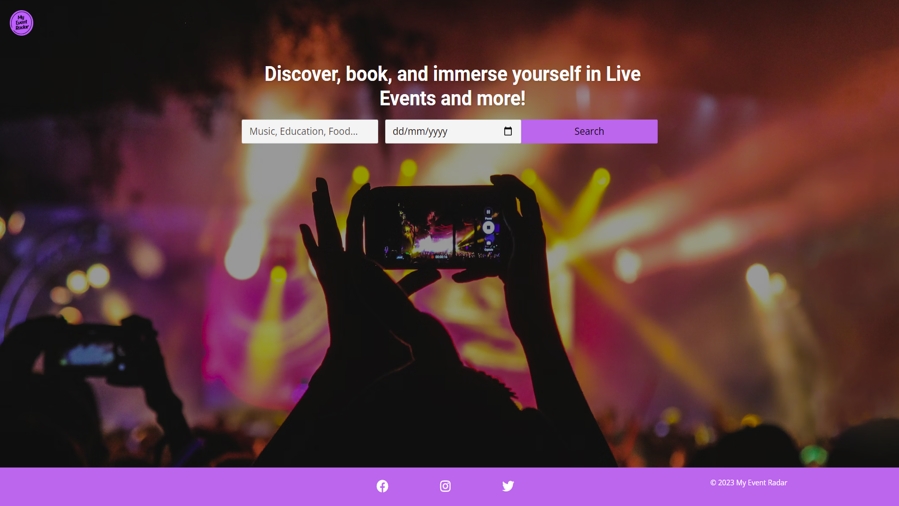 My
Event
Radar
Discover, book, and immerse yourself in Live
Events and more!
Music, Education, Food...
dd/mm/yyyy
Search
© 2023 My Event Radar